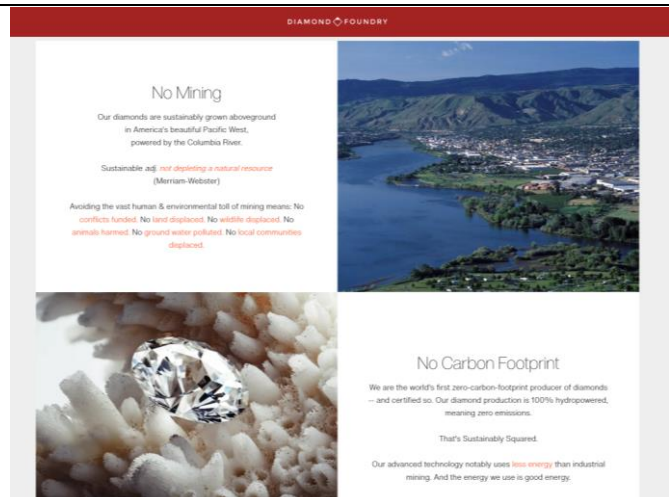 DIAMOND FOUNDRY
No Mining
Our diamonds are sustainably grown aboveground
in America's beautiful Pacific West,
powered by the Columbia River.
Sustainable adj. not depleting a natural resource
(Merriam-Webster)
Avoiding the vast human & environmental toll of mining means: No
conflicts funded. No land displaced. No wildlife displaced. No
animals harmed. No ground water polluted. No local communities
displaced.
No Carbon Footprint
We are the world's first zero-carbon-footprint producer of diamonds
– and certified so. Our diamond production is 100% hydropowered,
meaning zero emissions.
That's Sustainably Squared.
Our advanced technology notably uses less energy than industrial
mining. And the energy we use is good energy.